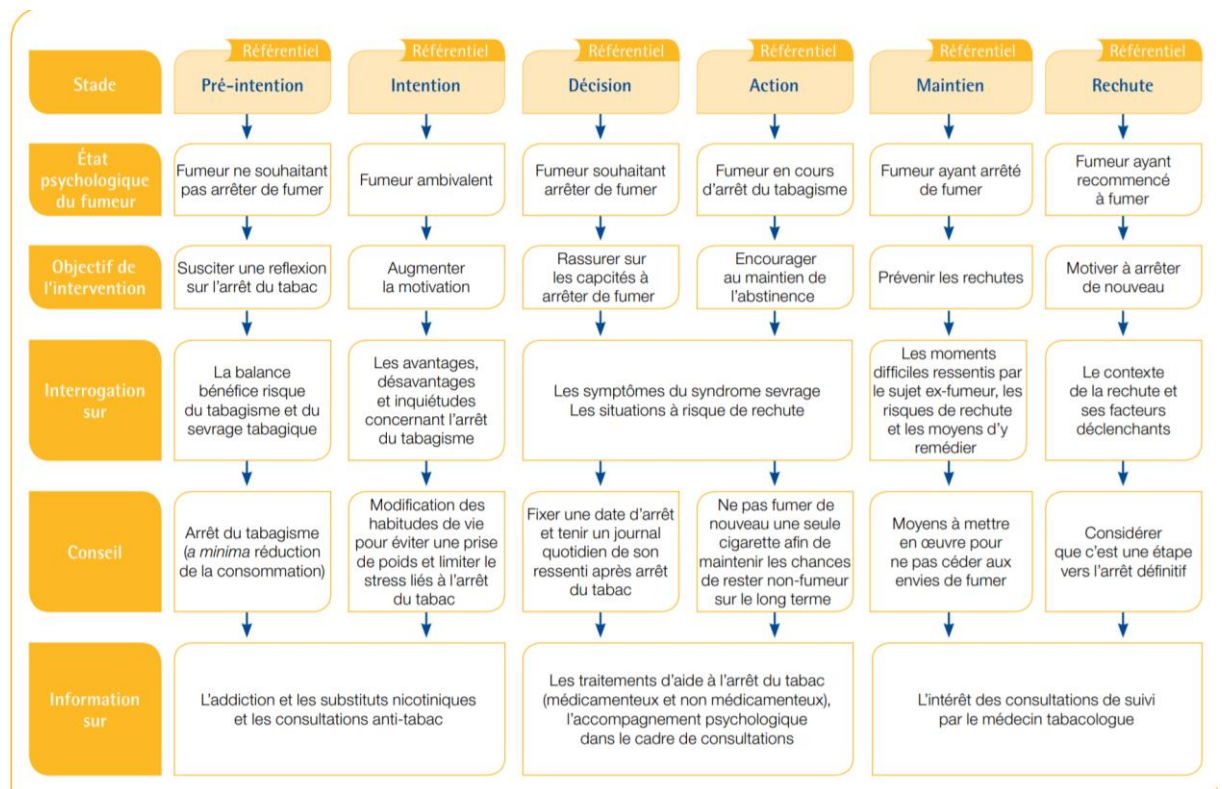 Référentiel
Référentiel
Référentiel
Référentiel
Référentiel
Référentiel
Stade
Pré-intention
Intention
Décision
Action
Maintien
Rechute
État
psychologique
du fumeur
Fumeur ne souhaitant
pas arrêter de fumer
Fumeur ambivalent
Fumeur souhaitant
arrêter de fumer
Fumeur en cours
d'arrêt du tabagisme
Fumeur ayant arrêté
de fumer
Fumeur ayant
recommencé
à fumer
Objectif de
l'intervention
Susciter une reflexion
sur l'arrêt du tabac
Augmenter
la motivation
Rassurer sur
les capcités à
arrêter de fumer
Encourager
au maintien de
l'abstinence
Prévenir les rechutes
Motiver à arrêter
de nouveau
Interrogation
sur
La balance
bénéfice risque
du tabagisme et du
sevrage tabagique
Les avantages,
désavantages
et inquiétudes
concernant l'arrêt
du tabagisme
Les symptômes du syndrome sevrage
Les situations à risque de rechute
Les moments
difficiles ressentis par
le sujet ex-fumeur, les
risques de rechute
et les moyens d'y
remédier
Le contexte
de la rechute et
ses facteurs
déclenchants
Conseil
Arrêt du tabagisme
(a minima réduction
de la consommation)
Modification des
habitudes de vie
pour éviter une prise
de poids et limiter le
stress liés à l'arrêt
du tabac
Fixer une date d'arrêt
et tenir un journal
quotidien de son
ressenti après arrêt
du tabac
Ne pas fumer de
nouveau une seule
cigarette afin de
maintenir les chances
de rester non-fumeur
sur le long terme
Moyens à mettre
en œuvre pour
ne pas céder aux
envies de fumer
Considérer
que c'est une étape
vers l'arrêt définitif
Information
sur
L'addiction et les substituts nicotiniques
et les consultations anti-tabac
Les traitements d'aide à l'arrêt du tabac
(médicamenteux et non médicamenteux),
l'accompagnement psychologique
dans le cadre de consultations
L'intérêt des consultations de suivi
par le médecin tabacologue